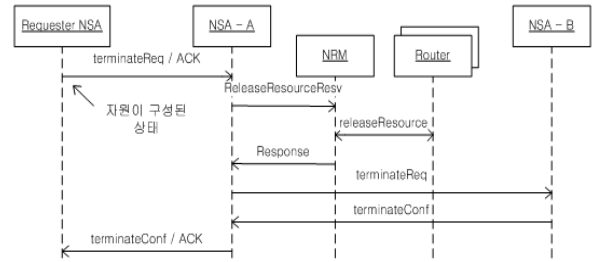 Requester NSA
NSA - A
NSA - B
NRM
Router
terminateReq / ACK
ReleaseResourceResv
자원이 구성된
상태
releaseResource
Response
terminateReq
terminateConf
terminateConf / ACK